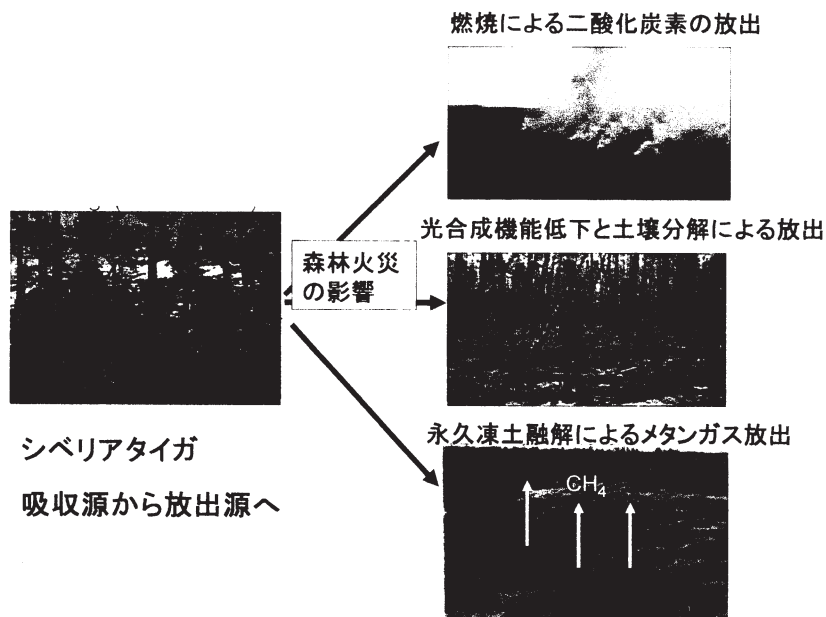 燃焼による二酸化炭素の放出
光合成機能低下と土壌分解による放出
森林火災
の影響
永久凍土融解によるメタンガス放出
シベリアタイガ
吸収源から放出源へ
CH₄